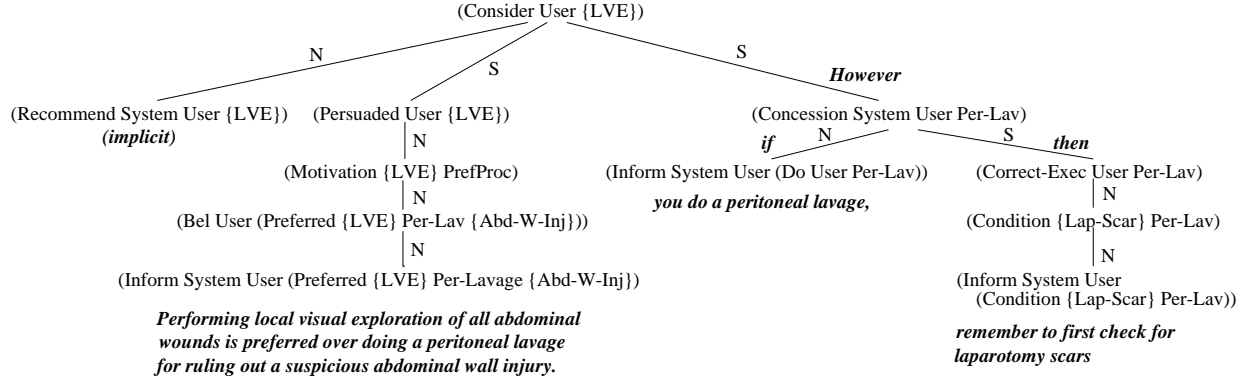 (Consider User {LVE})
N
S
S
However
(Recommend System User {LVE})
(implicit)
(Persuaded User {LVE})
(Concession System User Per-Lav)
N
if
N
S
then
(Motivation {LVE} PrefProc)
(Inform System User (Do User Per-Lav))
(Correct-Exec User Per-Lav)
N
you do a peritoneal lavage,
N
(Bel User (Preferred {LVE} Per-Lav {Abd-W-Inj}))
(Condition {Lap-Scar} Per-Lav)
N
N
(Inform System User (Preferred {LVE} Per-Lavage {Abd-W-Inj})
(Inform System User
(Condition {Lap-Scar} Per-Lav))
Performing local visual exploration of all abdominal
wounds is preferred over doing a peritoneal lavage
for ruling out a suspicious abdominal wall injury.
remember to first check for
laparotomy scars